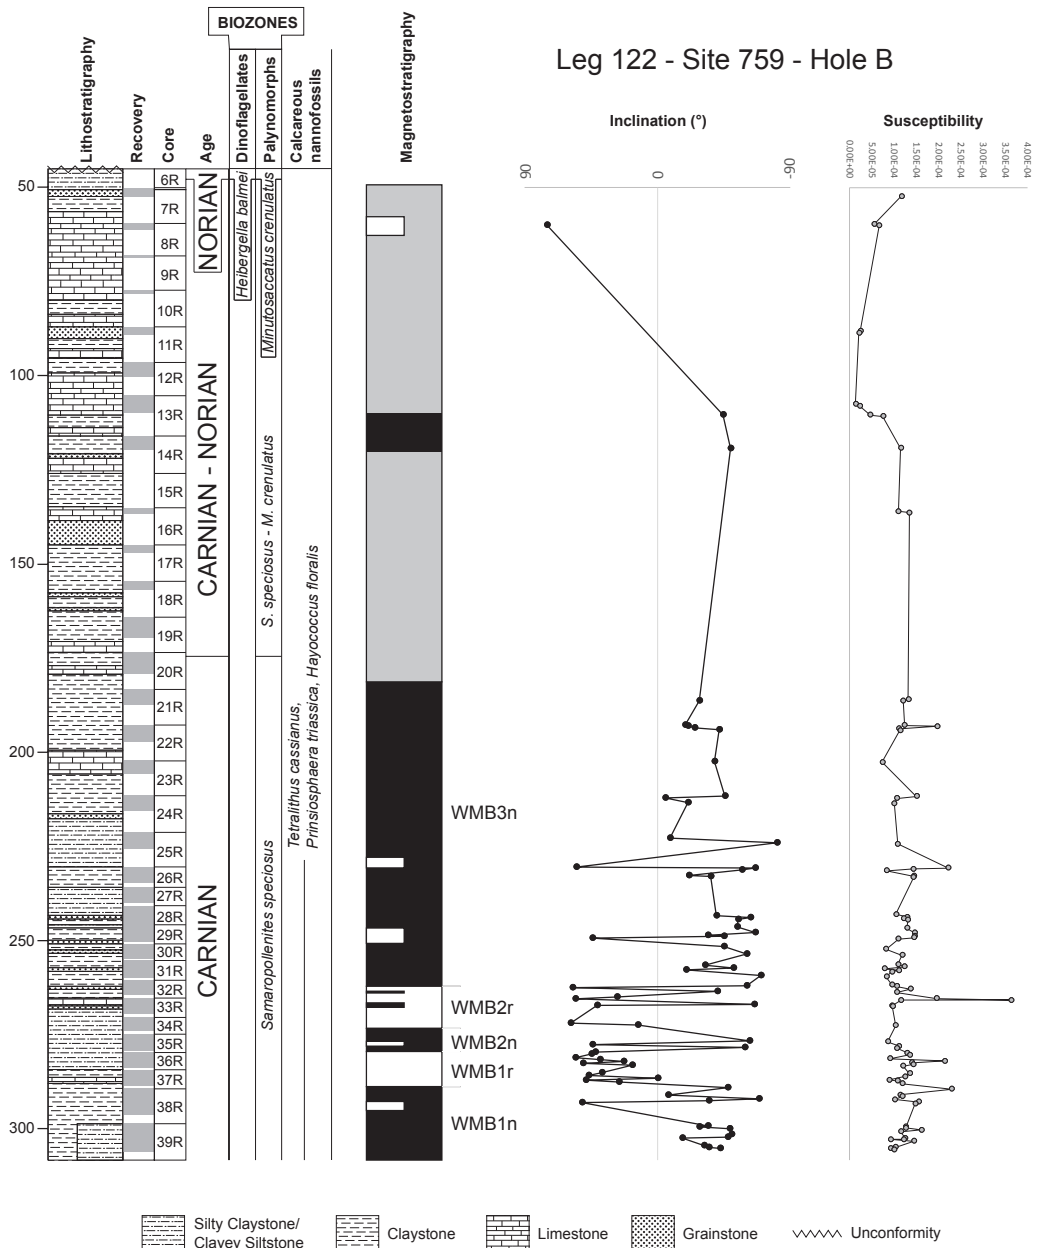 BIOZONES
Leg 122 - Site 759 - Hole B
Lithostratigraphy
Recovery
Core
Age
Dinoflagellates
Palynomorphs
Calcareous
nannofossils
Magnetostratigraphy
Inclination (°)
Susceptibility
90
0
-90
0.00E+00
5.00E-05
1.00E-04
1.50E-04
2.00E-04
2.50E-04
3.00E-04
3.50E-04
4.00E-04
50
100
150
200
250
300
6R
7R
8R
9R
10R
11R
12R
13R
14R
15R
16R
17R
18R
19R
20R
21R
22R
23R
24R
25R
26R
27R
28R
29R
30R
31R
32R
33R
34R
35R
36R
37R
38R
39R
NORIAN
CARNIAN - NORIAN
CARNIAN
Heibergella balmei
Minutosaccatus crenulatus
S. speciosus - M. crenulatus
Samaropollenites speciosus
Tetralithus cassianus,
Prinsiosphaera triassica, Hayococcus floralis
WMB3n
WMB2r
WMB2n
WMB1r
WMB1n
Silty Claystone/
Clayey Siltstone
Claystone
Limestone
Grainstone
Unconformity